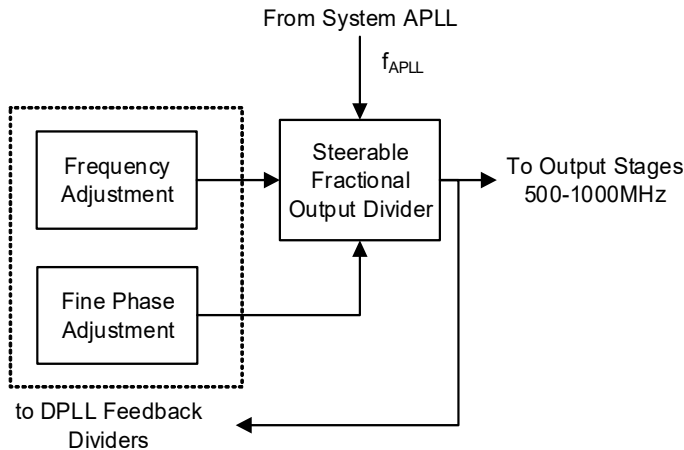 From System APLL
fAPLL
Frequency
Adjustment
Steerable
Fractional
Output Divider
To Output Stages
500-1000MHz
Fine Phase
Adjustment
to DPLL Feedback
Dividers